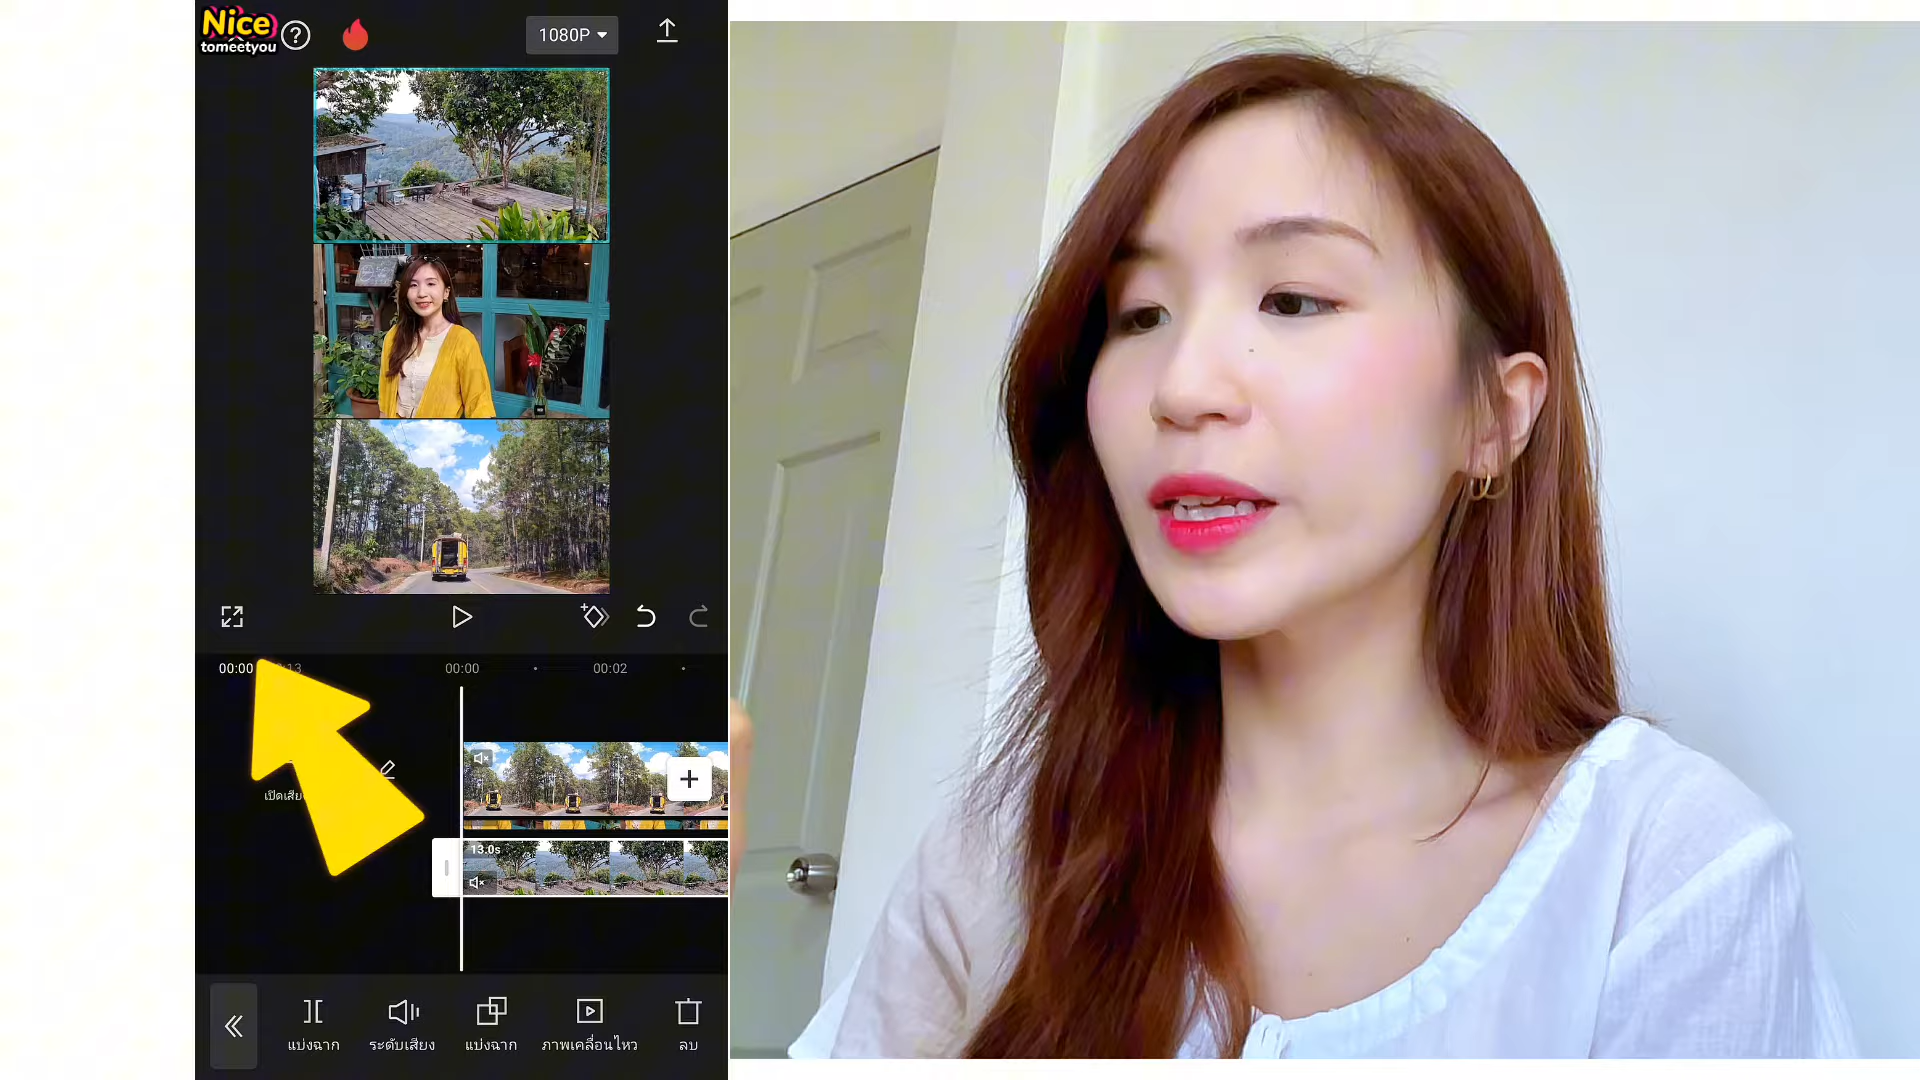 Nice
tomeetyou
?
1080P
00:00
:13
00:00
00:02
13.0s
แบ่งฉาก
ระดับเสียง
แบ่งฉาก
ภาพเคลื่อนไหว
ลบ